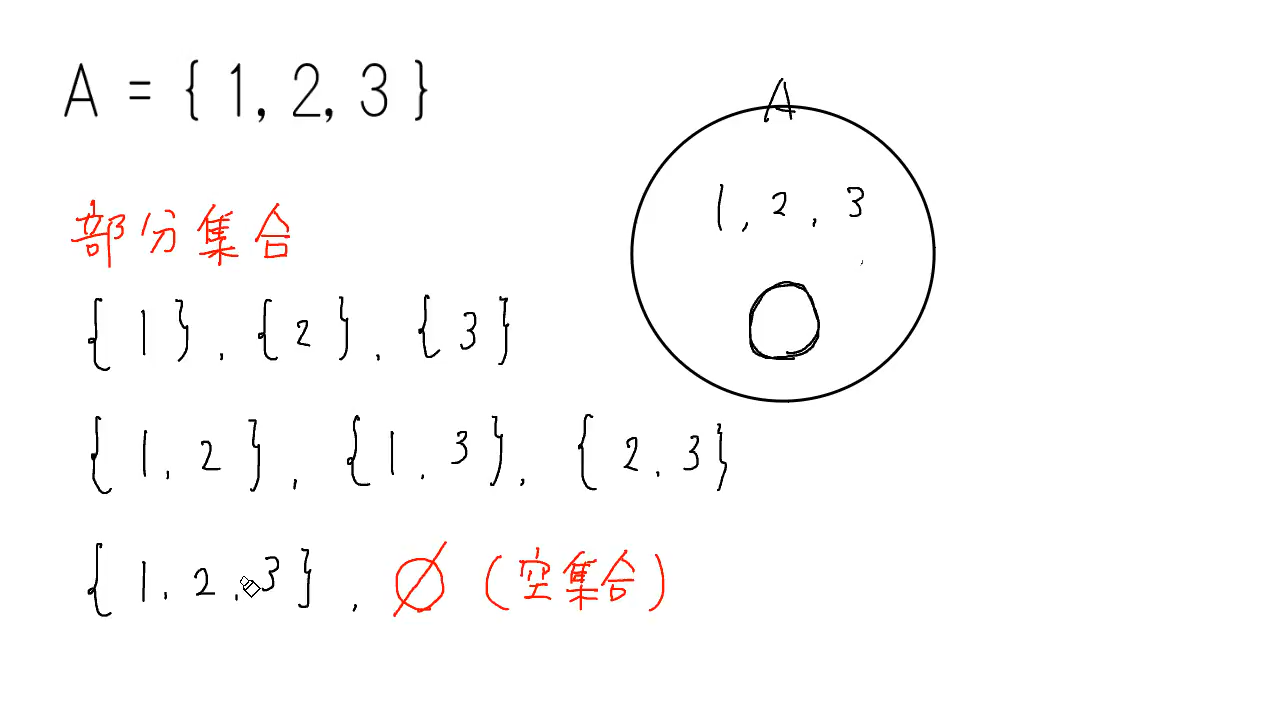 A = { 1, 2, 3 }
A
1, 2, 3
部分集合
{ 1 }, { 2 }, { 3 }
{ 1, 2 }, { 1, 3 }, { 2, 3 }
{ 1, 2, 3 }, ∅ (空集合)